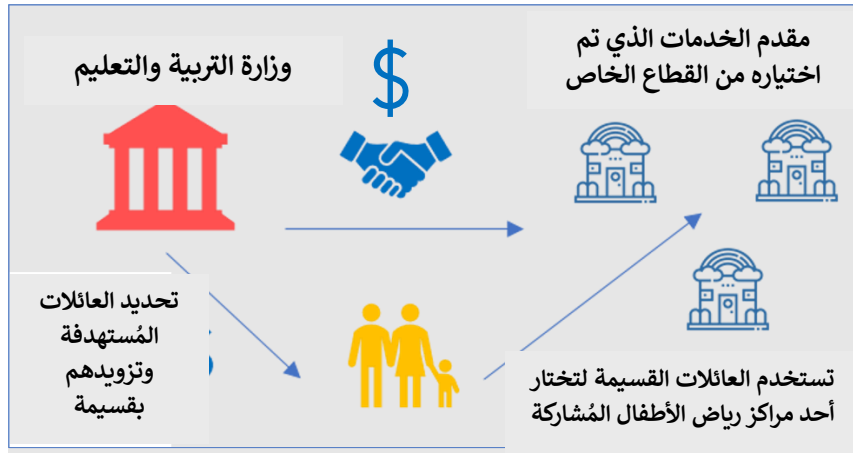 مقدم الخدمات الذي تم
اختياره من القطاع الخاص
$
وزارة التربية والتعليم
تحديد العائلات
المُستهدفة
وتزويدهم
بقسيمة
تستخدم العائلات القسيمة لتختار
أحد مراكز رياض الأطفال المُشاركة